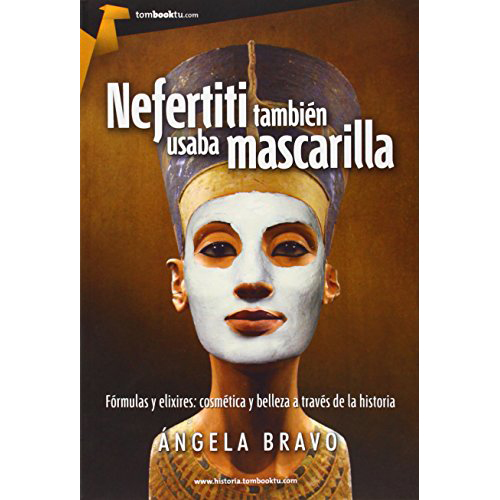 tombooktu.com
Nefertiti también
usaba mascarilla
Fórmulas y elixires: cosmética y belleza a través de la historia
ÁNGELA BRAVO
www.historia.tombooktu.com